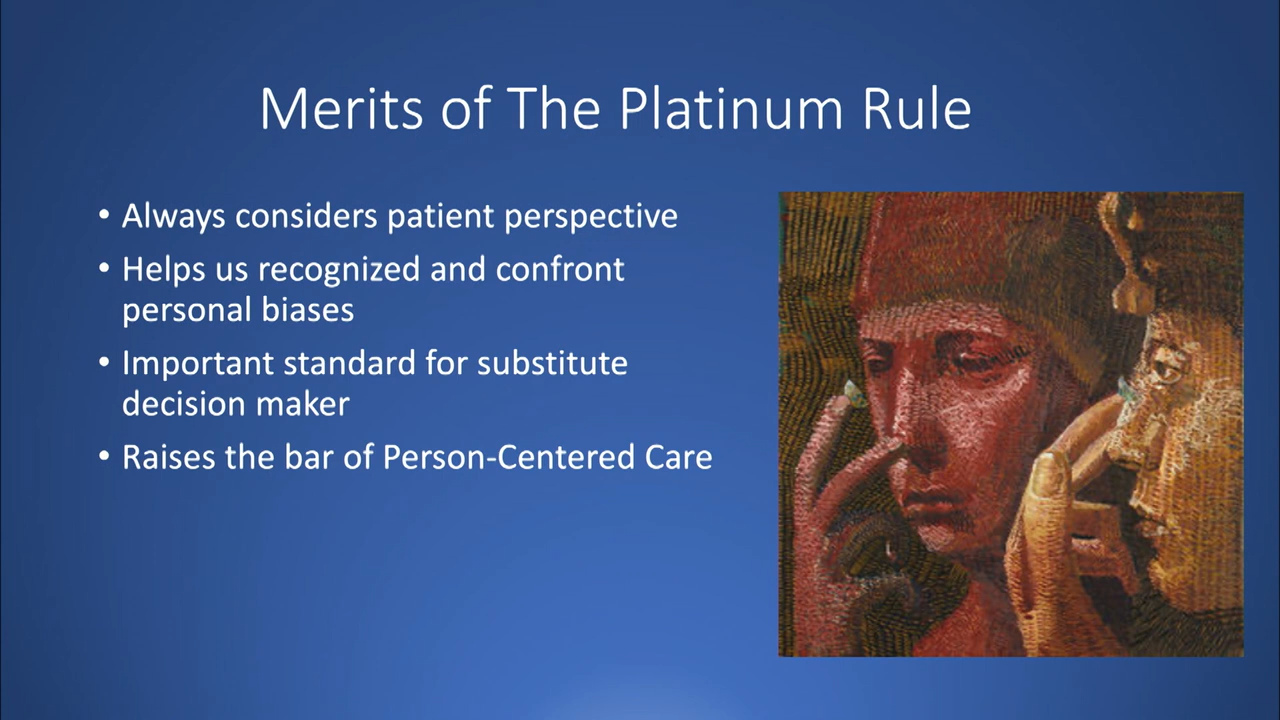 Merits of The Platinum Rule
• Always considers patient perspective
• Helps us recognized and confront
personal biases
• Important standard for substitute
decision maker
• Raises the bar of Person-Centered Care